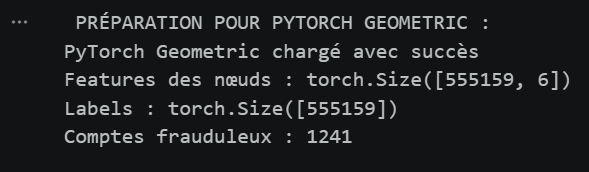 ... PRÉPARATION POUR PYTORCH GEOMETRIC :
PyTorch Geometric chargé avec succès
Features des nœuds : torch.Size([555159, 6])
Labels : torch.Size([555159])
Comptes frauduleux : 1241